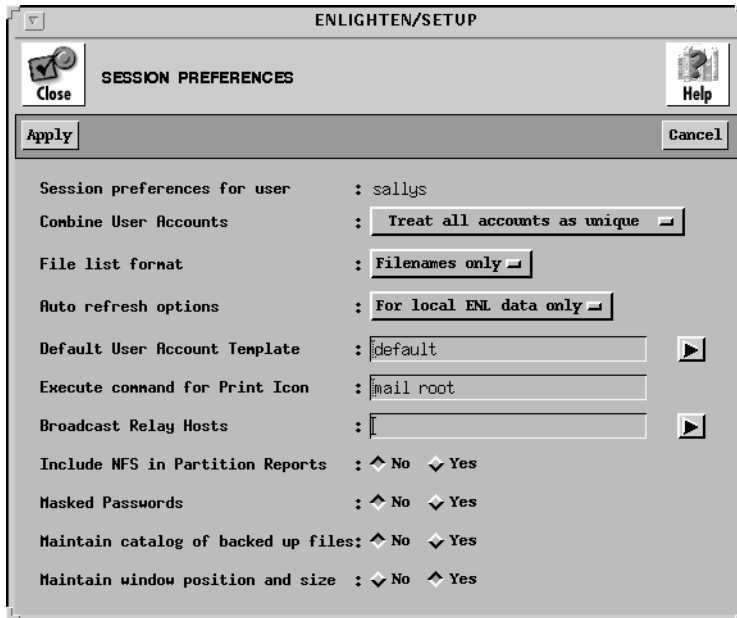 ENLIGHTEN/SETUP
Close
SESSION PREFERENCES
Help
Apply
Cancel
Session preferences for user : sallys
Combine User Accounts : Treat all accounts as unique
File list format : Filenames only
Auto refresh options : For local ENL data only
Default User Account Template : default
Execute command for Print Icon : mail root
Broadcast Relay Hosts :
Include NFS in Partition Reports : No Yes
Masked Passwords : No Yes
Maintain catalog of backed up files: No Yes
Maintain window position and size : No Yes